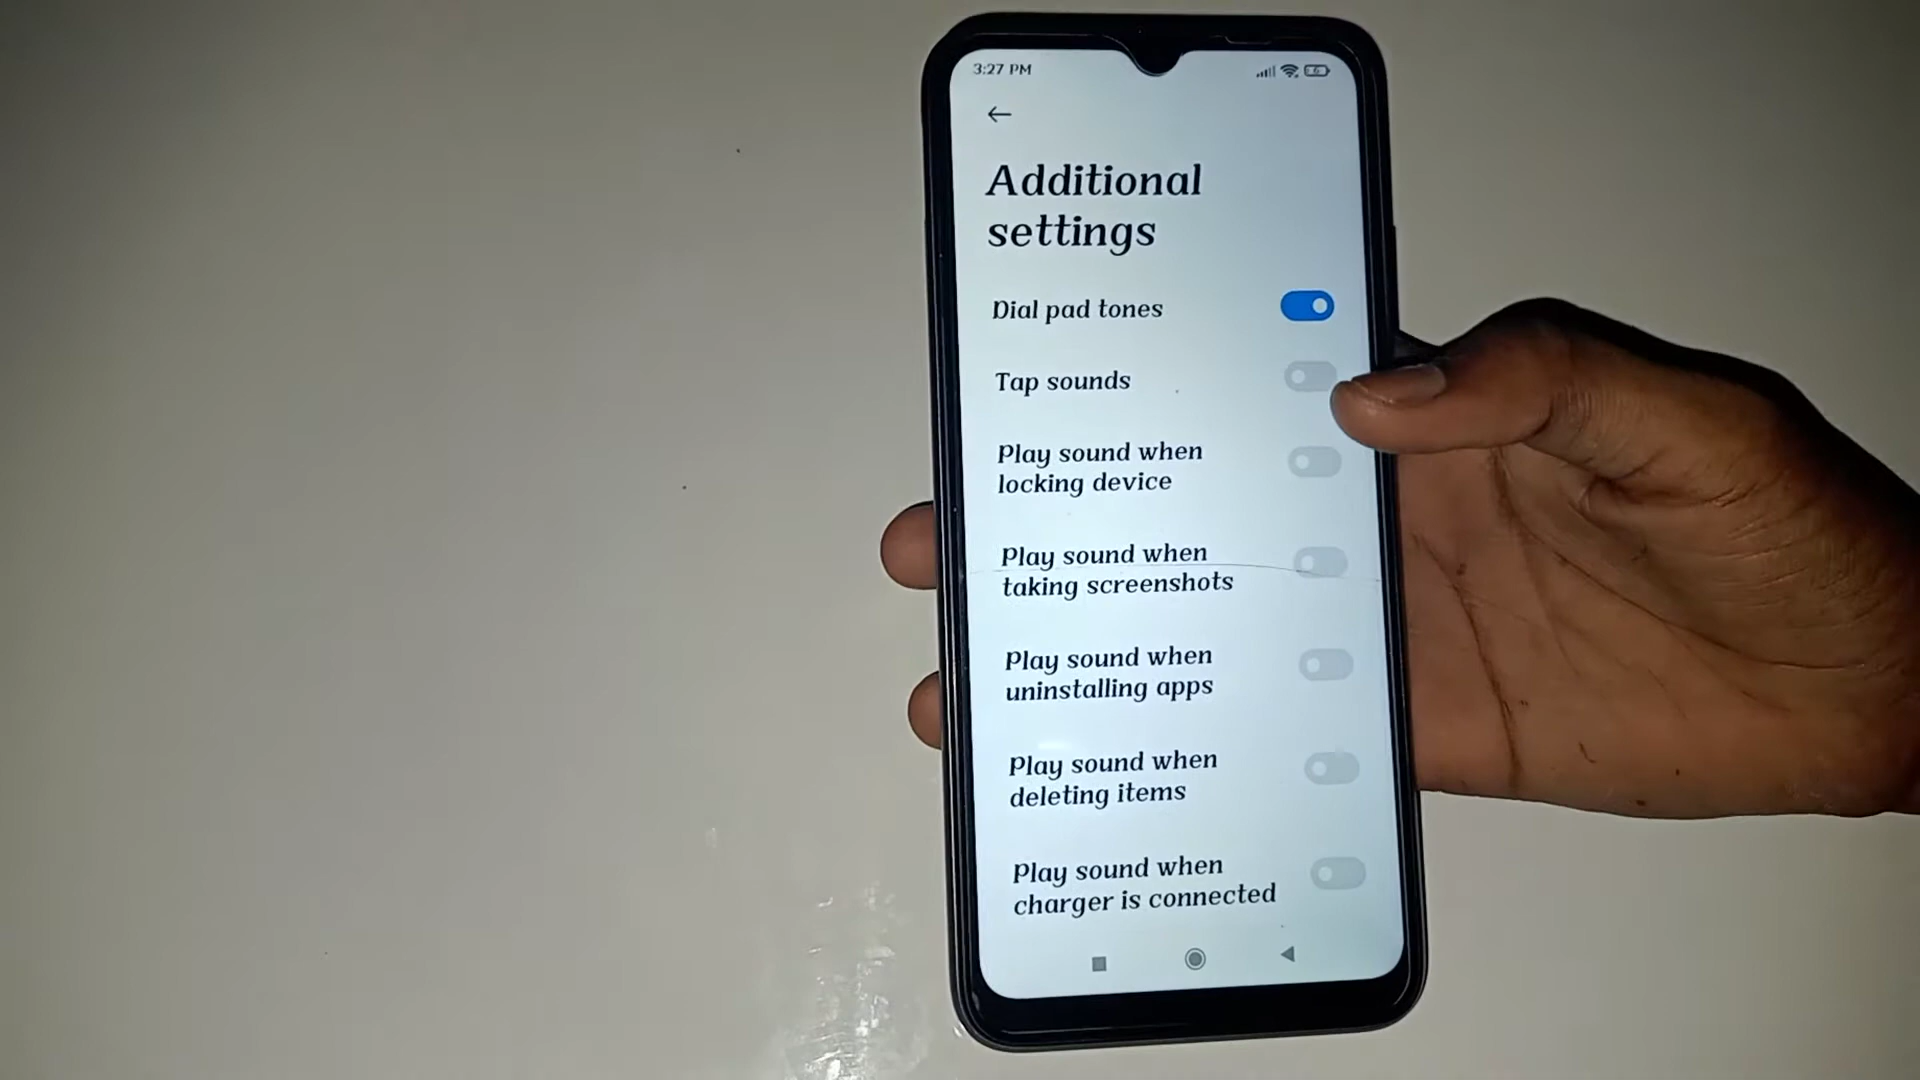 3:27 PM
Additional
settings
Dial pad tones
Tap sounds
Play sound when
locking device
Play sound when
taking screenshots
Play sound when
uninstalling apps
Play sound when
deleting items
Play sound when
charger is connected